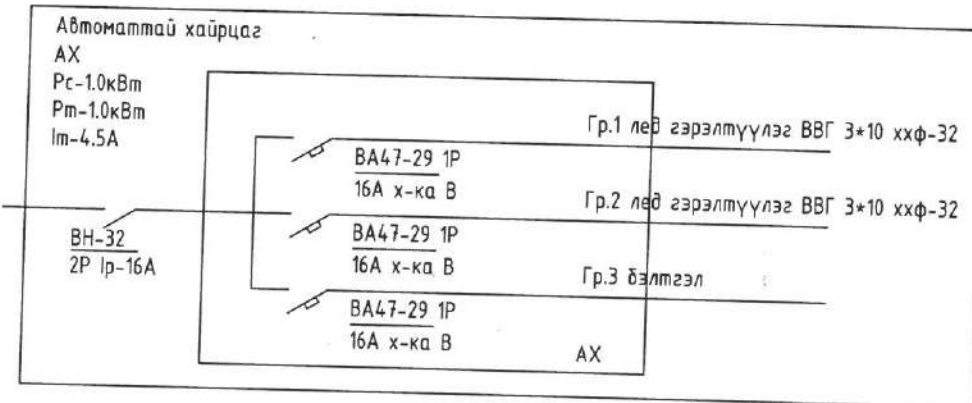 Автоматтай хайрцаг
АХ
Рс-1.0кВт
Рт-1.0кВт
Iт-4.5А
Гр.1 лед гэрэлтүүлэг ВВГ 3*10 ххф-32
ВА47-29 1Р
16А х-ка В
Гр.2 лед гэрэлтүүлэг ВВГ 3*10 ххф-32
ВН-32
2Р Iр-16А
ВА47-29 1Р
16А х-ка В
Гр.3 бэлтгэл
ВА47-29 1Р
16А х-ка В
АХ